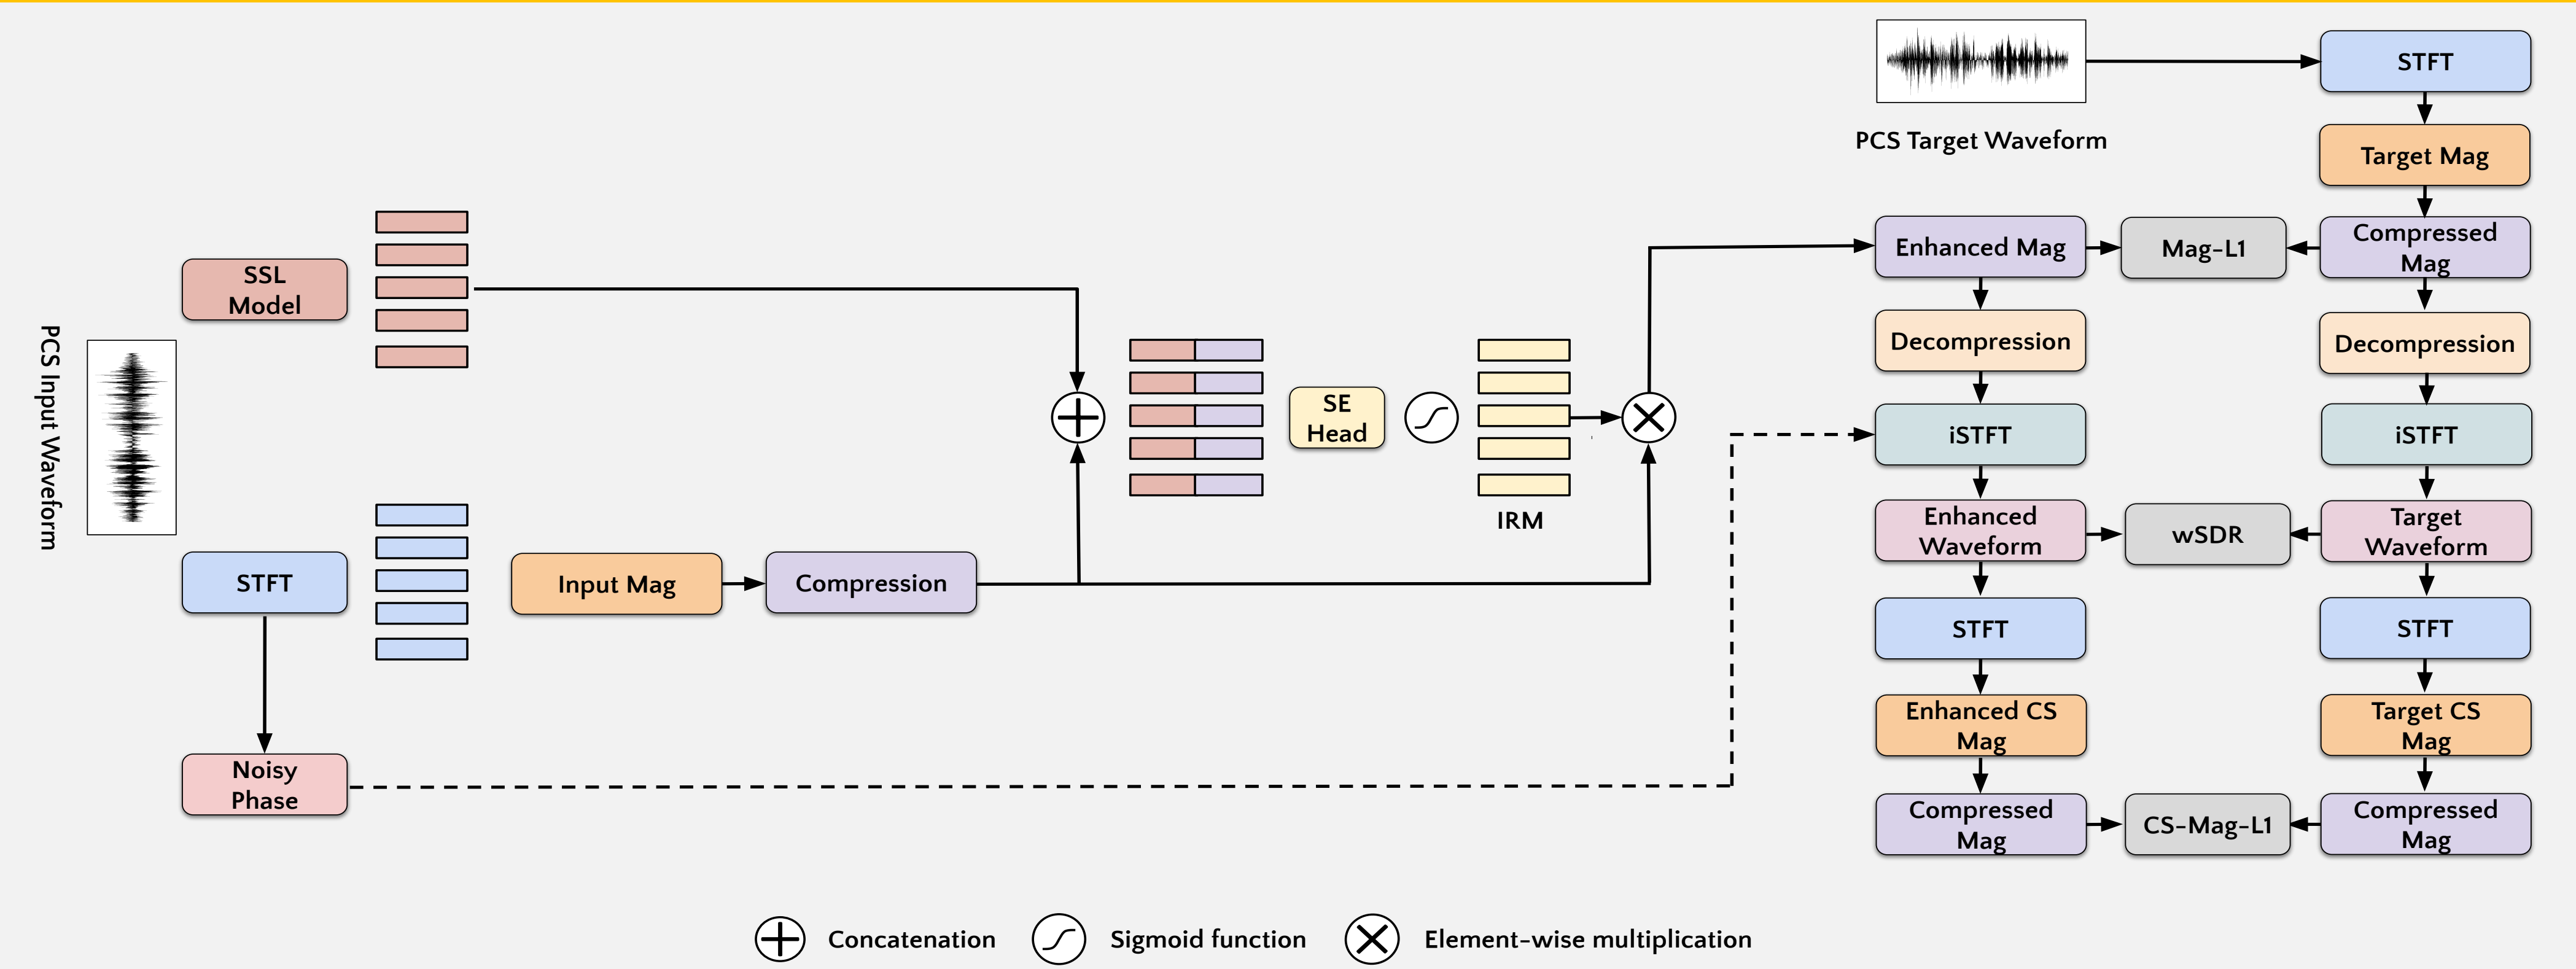 PCS Target Waveform
STFT
Target Mag
Enhanced Mag
Mag-L1
Compressed
Mag
SSL
Model
Decompression
Decompression
PCS Input Waveform
SE
Head
iSTFT
iSTFT
IRM
Enhanced
Waveform
wSDR
Target
Waveform
STFT
Input Mag
Compression
STFT
STFT
Enhanced CS
Mag
Target CS
Mag
Noisy
Phase
Compressed
Mag
CS-Mag-L1
Compressed
Mag
Concatenation
Sigmoid function
Element-wise multiplication